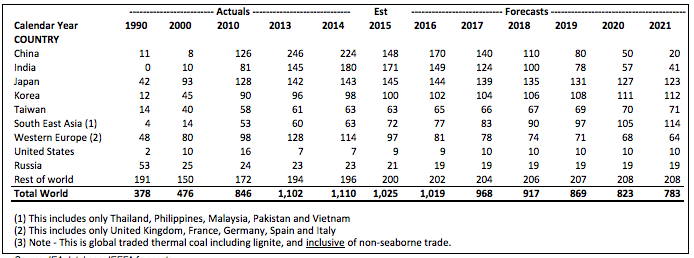 Actuals Est Forecasts
Calendar Year 1990 2000 2010 2013 2014 2015 2016 2017 2018 2019 2020 2021
COUNTRY
China 11 8 126 246 224 148 170 140 110 80 50 20
India 0 10 81 145 180 171 149 124 100 78 57 41
Japan 42 93 128 142 143 145 144 139 135 131 127 123
Korea 12 45 90 96 98 100 102 104 106 108 111 112
Taiwan 14 40 58 61 63 63 65 66 67 69 70 71
South East Asia (1) 4 14 53 60 63 72 77 83 90 97 105 114
Western Europe (2) 48 80 98 128 114 97 81 78 74 71 68 64
United States 2 10 16 7 7 9 9 10 10 10 10 10
Russia 53 25 24 23 23 21 19 19 19 19 19 19
Rest of world 191 150 172 194 196 200 202 204 206 207 208 208
Total World 378 476 846 1,102 1,110 1,025 1,019 968 917 869 823 783
(1) This includes only Thailand, Philippines, Malaysia, Pakistan and Vietnam
(2) This includes only United Kingdom, France, Germany, Spain and Italy
(3) Note - This is global traded thermal coal including lignite, and inclusive of non-seaborne trade.